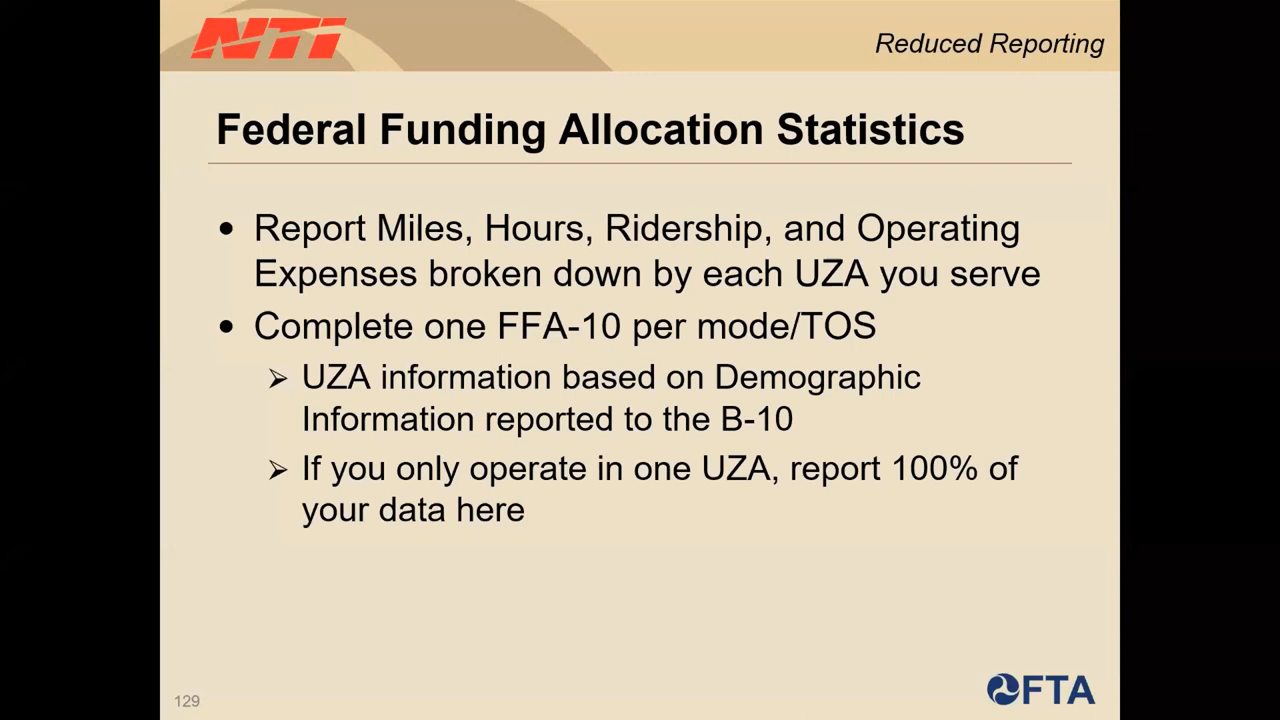 NTI
Reduced Reporting
Federal Funding Allocation Statistics
• Report Miles, Hours, Ridership, and Operating
Expenses broken down by each UZA you serve
• Complete one FFA-10 per mode/TOS
➢ UZA information based on Demographic
Information reported to the B-10
➢ If you only operate in one UZA, report 100% of
your data here
129
FTA